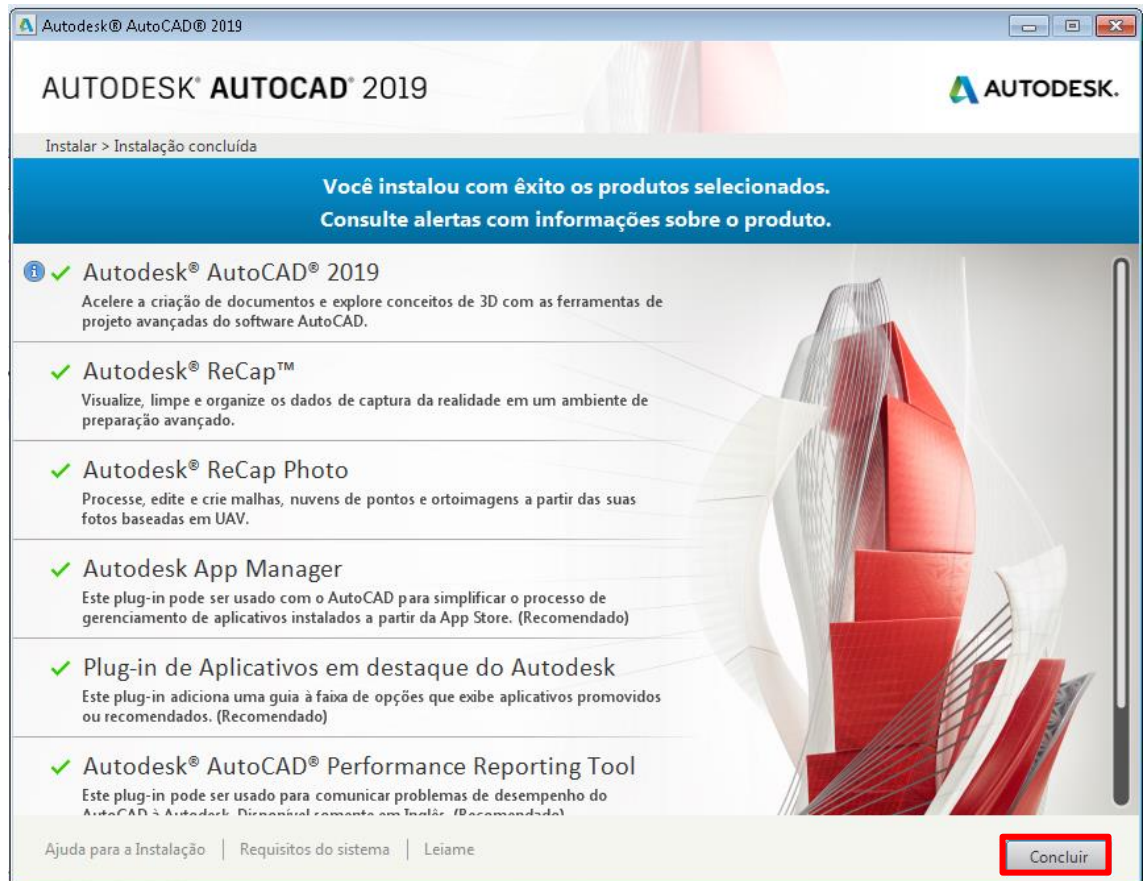 Autodesk® AutoCAD® 2019
AUTODESK® AUTOCAD® 2019
AUTODESK.
Instalar > Instalação concluída
Você instalou com êxito os produtos selecionados.
Consulte alertas com informações sobre o produto.
Autodesk® AutoCAD® 2019
Acelere a criação de documentos e explore conceitos de 3D com as ferramentas de
projeto avançadas do software AutoCAD.
Autodesk® ReCap™
Visualize, limpe e organize os dados de captura da realidade em um ambiente de
preparação avançado.
Autodesk® ReCap Photo
Processe, edite e crie malhas, nuvens de pontos e ortoimagens a partir das suas
fotos baseadas em UAV.
Autodesk App Manager
Este plug-in pode ser usado com o AutoCAD para simplificar o processo de
gerenciamento de aplicativos instalados a partir da App Store. (Recomendado)
Plug-in de Aplicativos em destaque do Autodesk
Este plug-in adiciona uma guia à faixa de opções que exibe aplicativos promovidos
ou recomendados. (Recomendado)
Autodesk® AutoCAD® Performance Reporting Tool
Este plug-in pode ser usado para comunicar problemas de desempenho do
AutoCAD à Autodesk. Disponível somente em Inglês. (Recomendado)
Ajuda para a Instalação | Requisitos do sistema | Leiame
Concluir